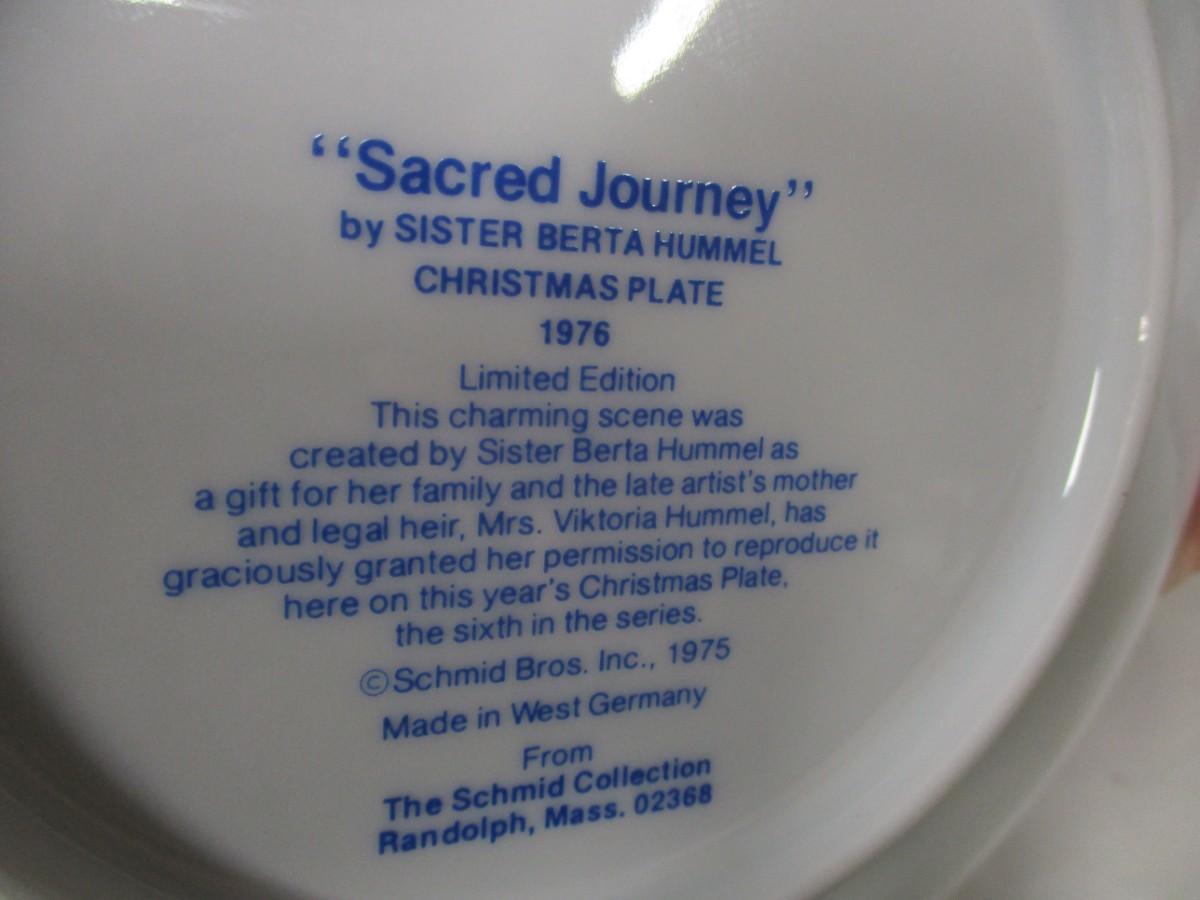 ‘‘Sacred Journey’’
by SISTER BERTA HUMMEL
CHRISTMAS PLATE
1976
Limited Edition
This charming scene was
created by Sister Berta Hummel as
a gift for her family and the late artist's mother
and legal heir, Mrs. Viktoria Hummel, has
graciously granted her permission to reproduce it
here on this year's Christmas Plate,
the sixth in the series.
©Schmid Bros. Inc., 1975
Made in West Germany
From
The Schmid Collection
Randolph, Mass. 02368